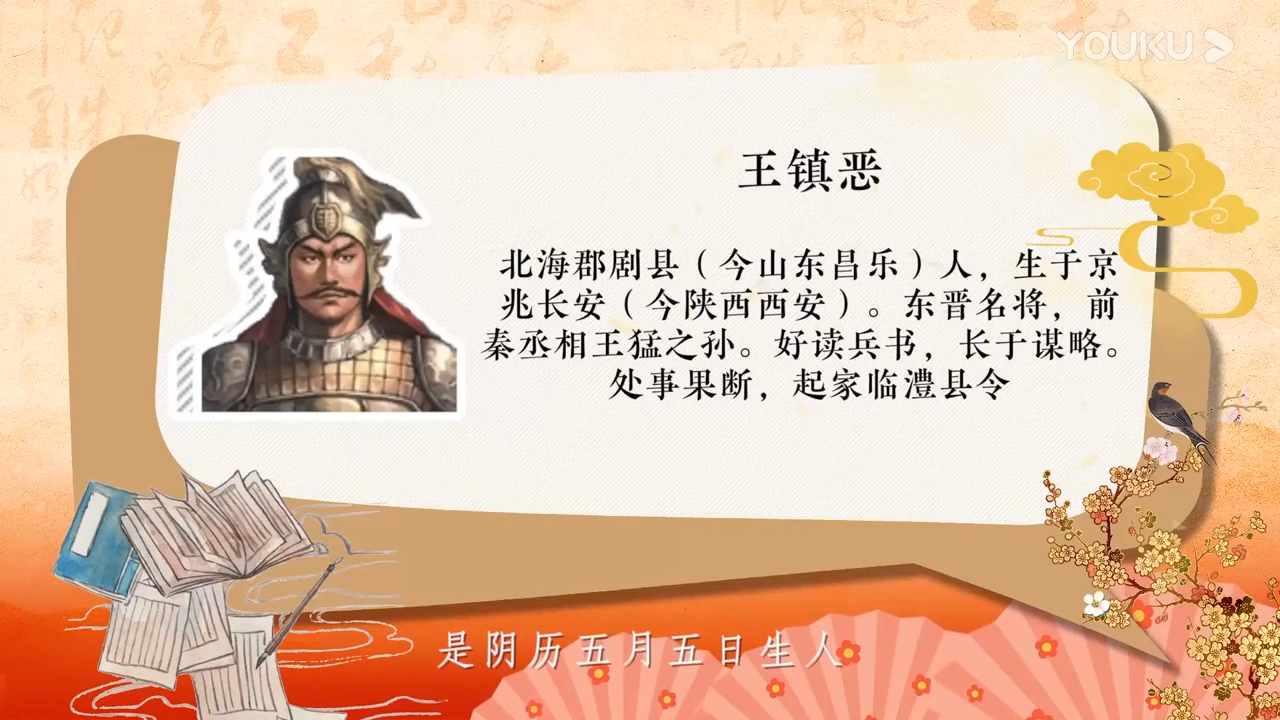 YOUKU
王镇恶
北海郡剧县（今山东昌乐）人，生于京
兆长安（今陕西西安）。东晋名将，前
秦丞相王猛之孙。好读兵书，长于谋略。
处事果断，起家临澧县令
是阴历五月五日生人